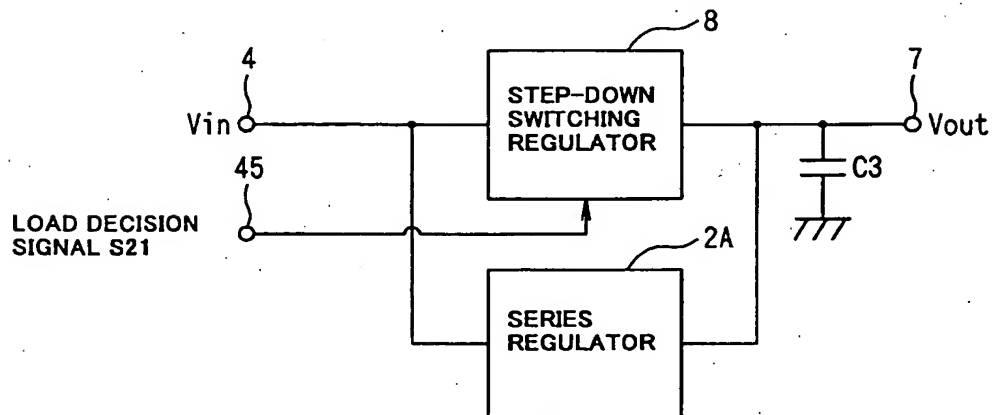 8
4
7
STEP-DOWN
SWITCHING
REGULATOR
Vin
Vout
45
C3
LOAD DECISION
SIGNAL S21
2A
SERIES
REGULATOR